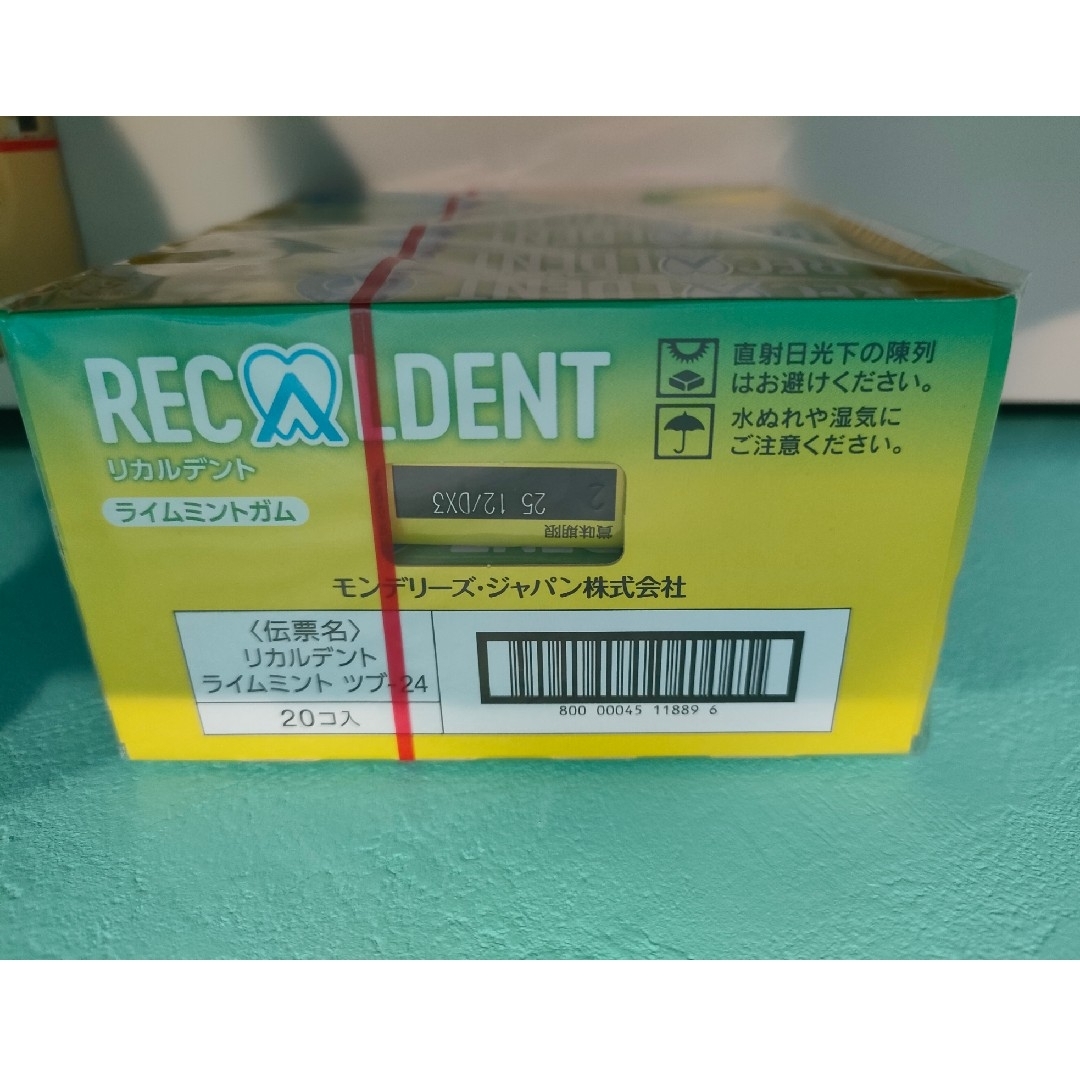 RECALDENT
リカルデント
ライムミントガム
直射日光下の陳列
はお避けください。
水ぬれや湿気に
ご注意ください。
25 12/DX3
賞味期限
モンデリーズ・ジャパン株式会社
〈伝票名〉
リカルデント
ライムミント ツブ-24
20コ入
800 00045 11889 6